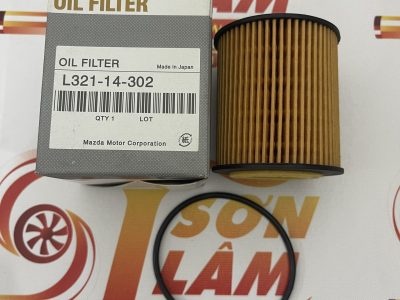 OIL FILTER
OIL FILTER
Made in Japan
L321-14-302
QTY 1 LOT
Mazda Motor Corporation
SƠN
LÂM